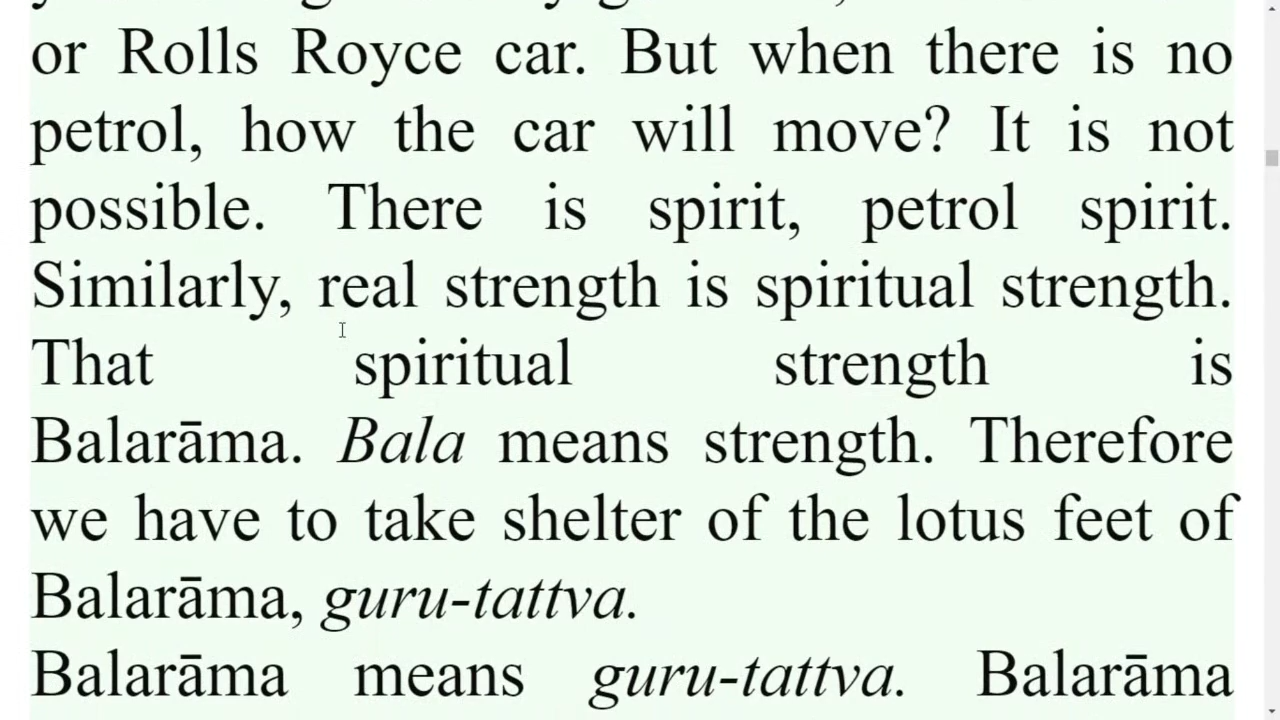 or Rolls Royce car. But when there is no
petrol, how the car will move? It is not
possible. There is spirit, petrol spirit.
Similarly, real strength is spiritual strength.
That spiritual strength is
Balarāma. Bala means strength. Therefore
we have to take shelter of the lotus feet of
Balarāma, guru-tattva.
Balarāma means guru-tattva. Balarāma